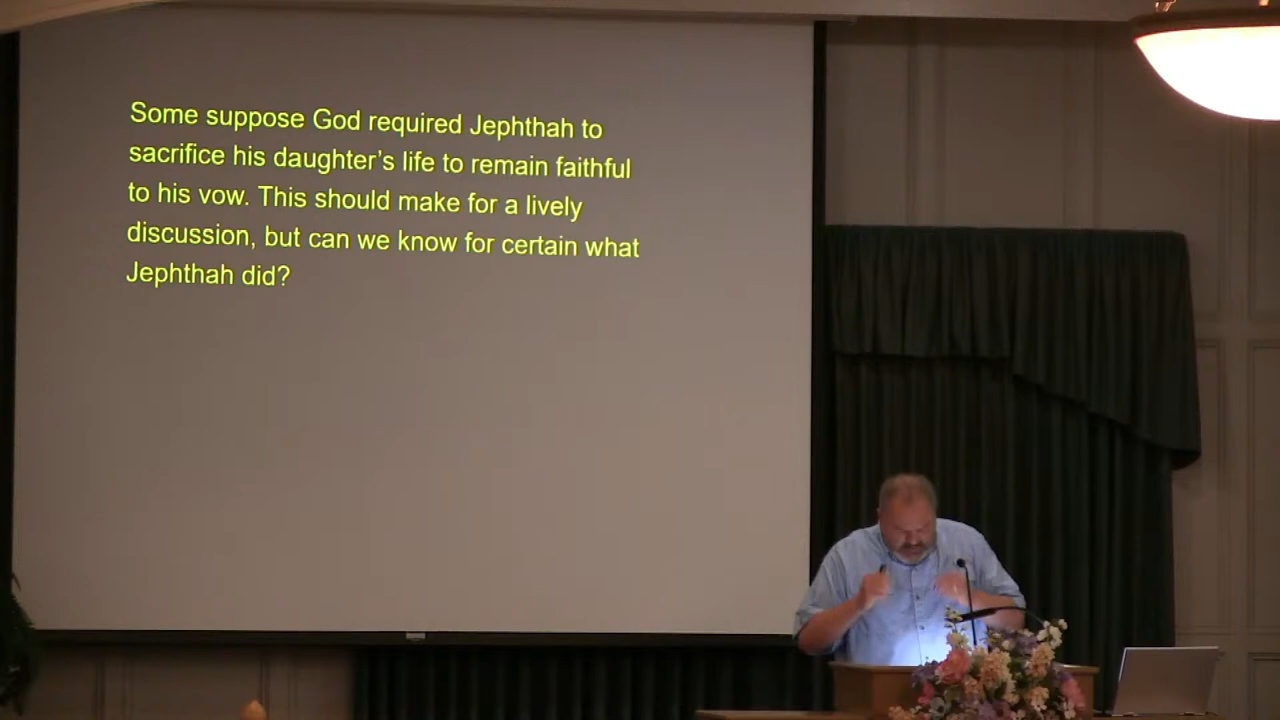 Some suppose God required Jephthah to
sacrifice his daughter’s life to remain faithful
to his vow. This should make for a lively
discussion, but can we know for certain what
Jephthah did?